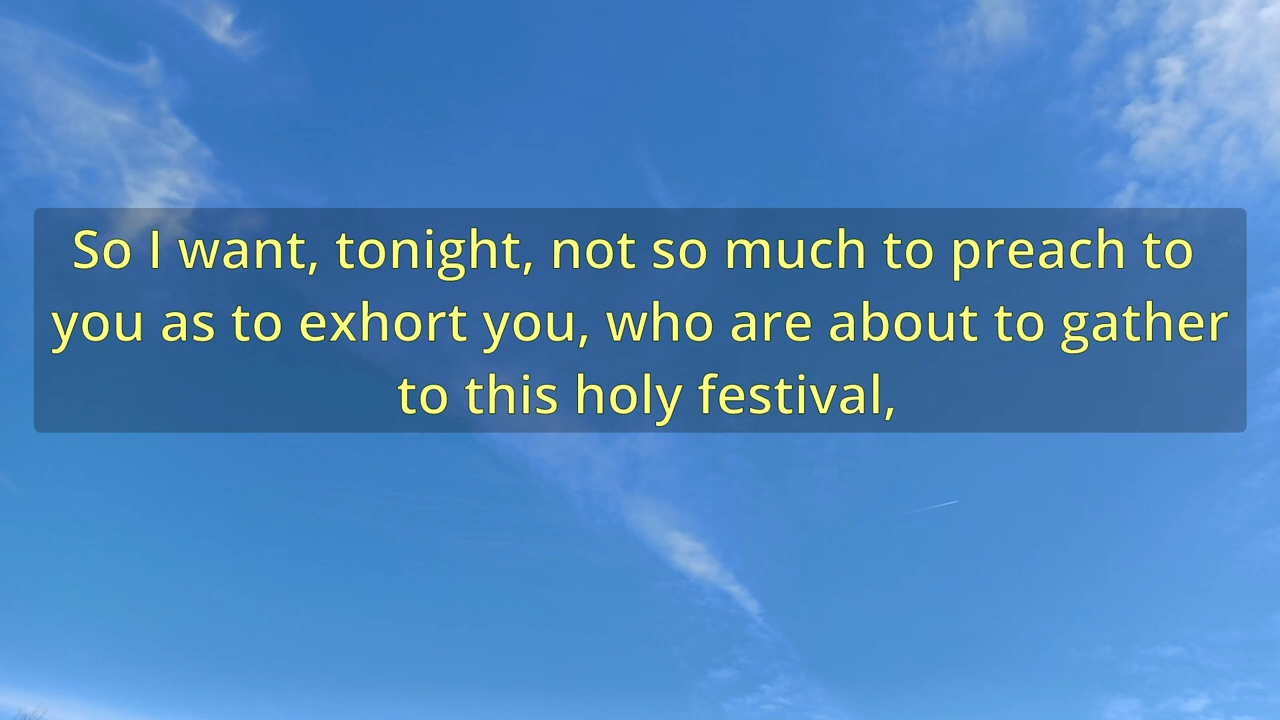 So I want, tonight, not so much to preach to
you as to exhort you, who are about to gather
to this holy festival,